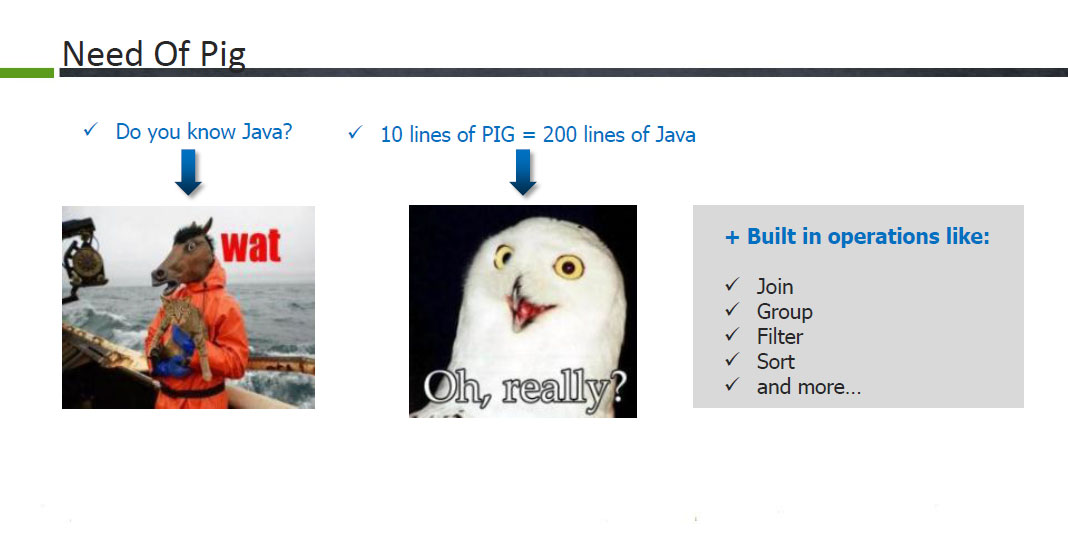 Need Of Pig
✓ Do you know Java?
✓ 10 lines of PIG = 200 lines of Java
wat
Oh, really?
+ Built in operations like:
✓ Join
✓ Group
✓ Filter
✓ Sort
✓ and more...